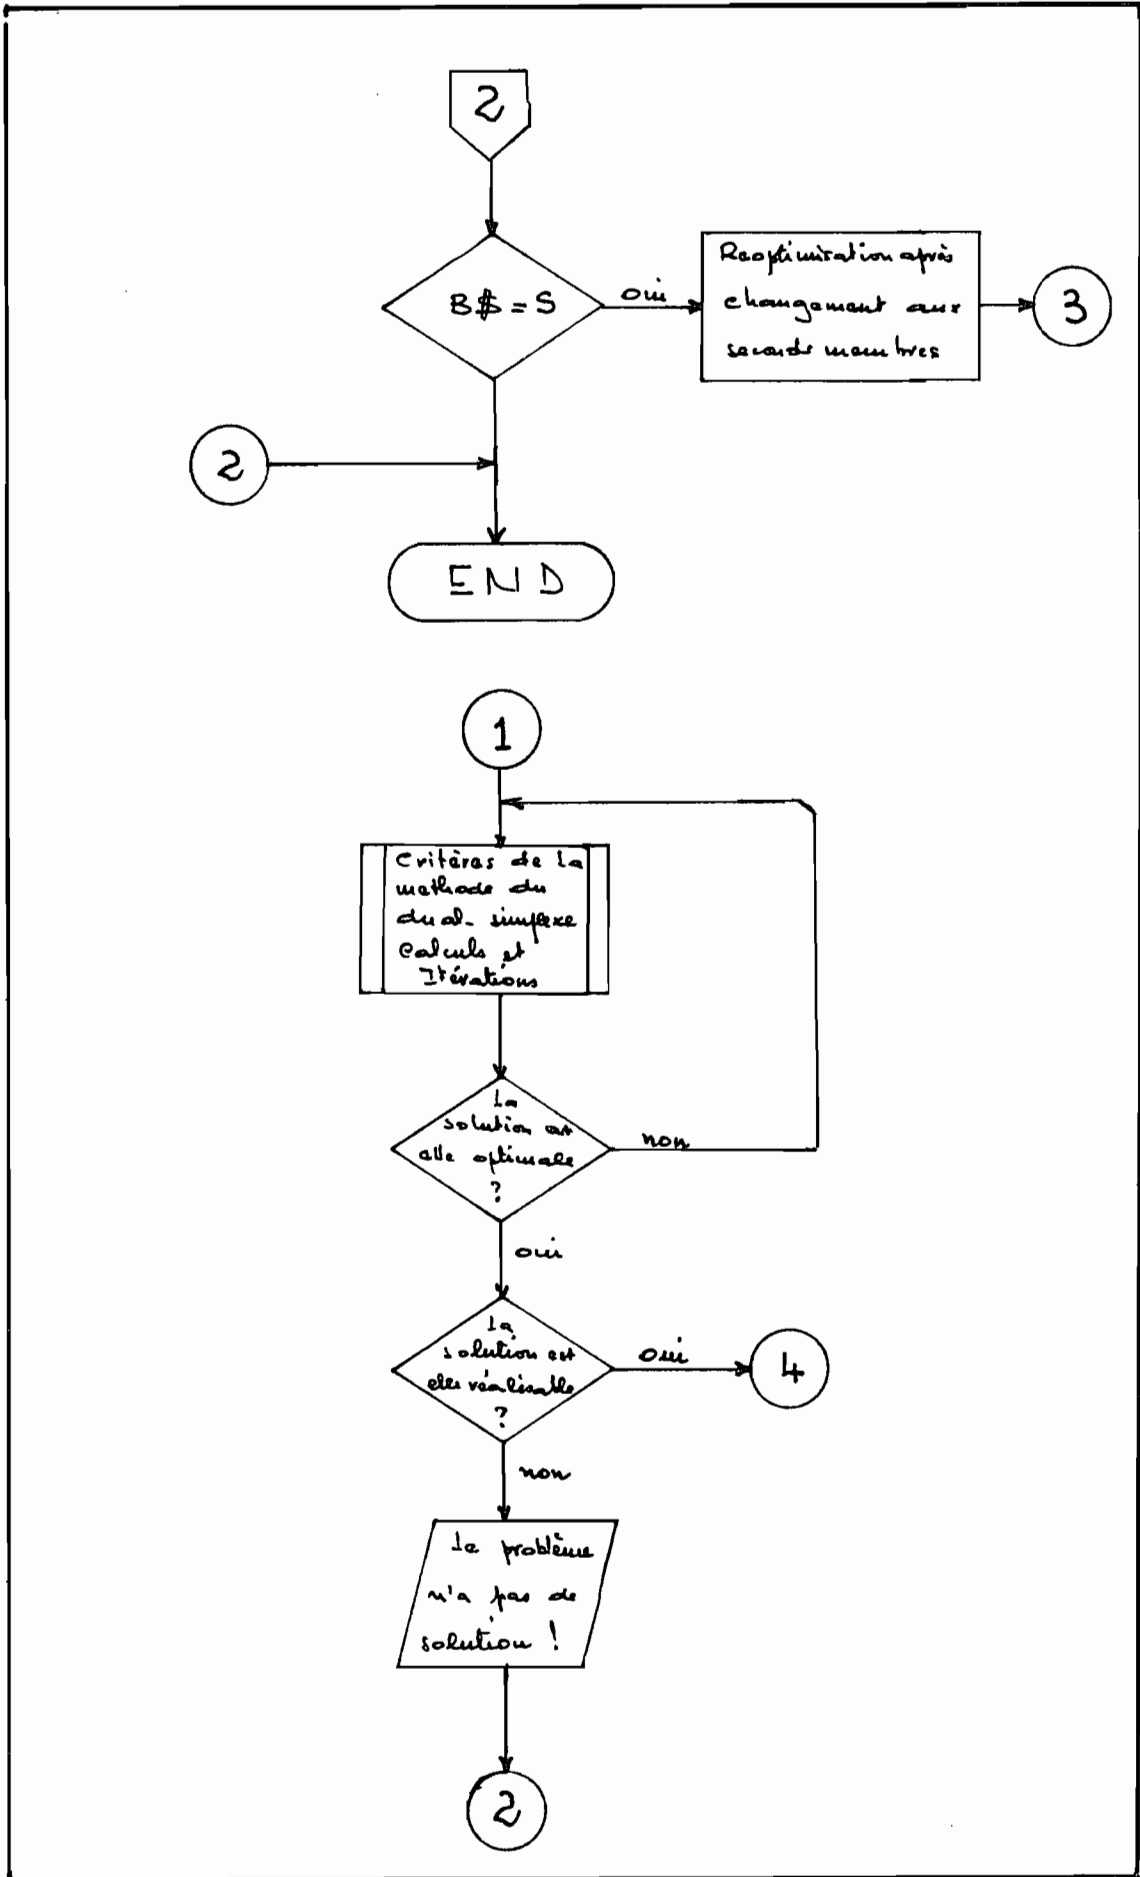 2
B$ = S
oui
Reoptimisation après
changement aux
seconds membres
3
2
END
1
Critères de la
methode du
dual-simplexe
Calculs et
Itérations
La
solution est
elle optimale
?
non
oui
La
solution est
elle réalisable
?
oui
4
non
Le problème
n'a pas de
solution !
2